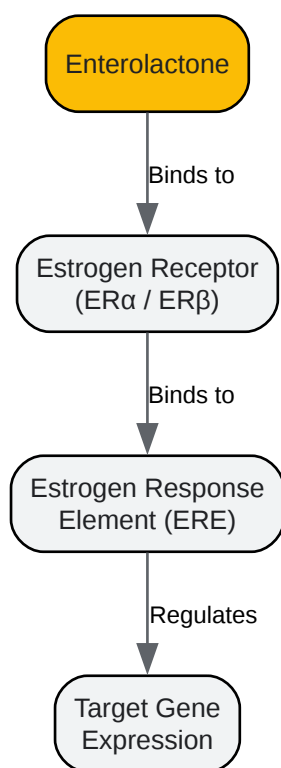 Enterolactone
Binds to
Estrogen Receptor
(ERα / ERβ)
Binds to
Estrogen Response
Element (ERE)
Regulates
Target Gene
Expression